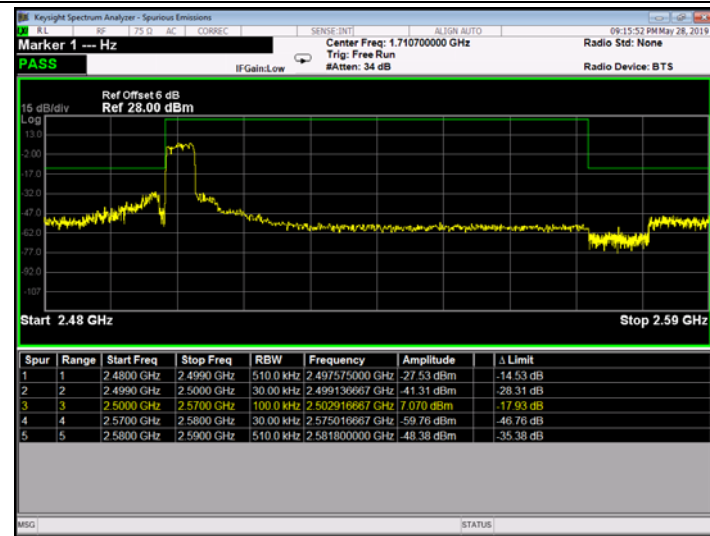 Keysight Spectrum Analyzer - Spurious Emissions
RL RF 75 Ω AC CORREC SENSE:INT ALIGN AUTO 09:15:52 PM May 28, 2019
Marker 1 --- Hz Center Freq: 1.710700000 GHz Radio Std: None
PASS Trig: Free Run
IFGain:Low #Atten: 34 dB Radio Device: BTS
Ref Offset 6 dB
15 dB/div Ref 28.00 dBm
Log
13.0
-2.00
-17.0
-32.0
-47.0
-62.0
-77.0
-92.0
-107
Start 2.48 GHz Stop 2.59 GHz
Spur Range Start Freq Stop Freq RBW Frequency Amplitude Δ Limit
1 1 2.4800 GHz 2.4990 GHz 510.0 kHz 2.497575000 GHz -27.53 dBm -14.53 dB
2 2 2.4990 GHz 2.5000 GHz 30.00 kHz 2.499136667 GHz -41.31 dBm -28.31 dB
3 3 2.5000 GHz 2.5700 GHz 100.0 kHz 2.502916667 GHz 7.070 dBm -17.93 dB
4 4 2.5700 GHz 2.5800 GHz 30.00 kHz 2.575016667 GHz -59.76 dBm -46.76 dB
5 5 2.5800 GHz 2.5900 GHz 510.0 kHz 2.581800000 GHz -48.38 dBm -35.38 dB
MSG STATUS